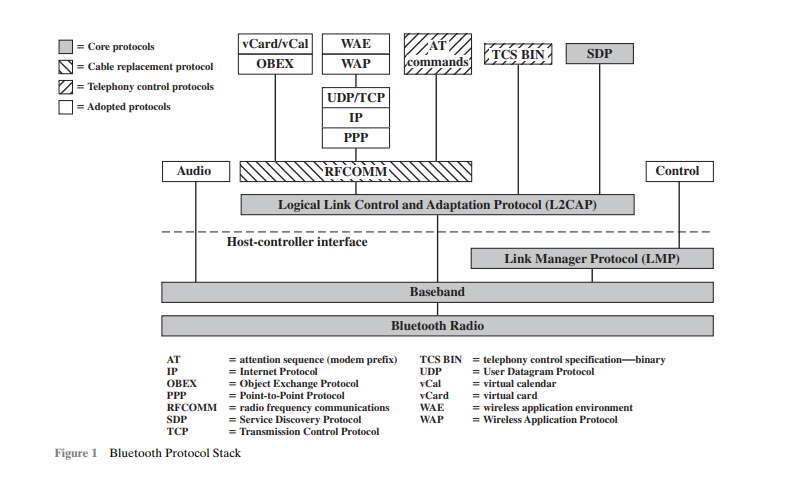 = Core protocols
= Cable replacement protocol
= Telephony control protocols
= Adopted protocols
vCard/vCal
OBEX
WAE
WAP
UDP/TCP
IP
PPP
AT
commands
TCS BIN
SDP
Audio
RFCOMM
Control
Logical Link Control and Adaptation Protocol (L2CAP)
Host-controller interface
Link Manager Protocol (LMP)
Baseband
Bluetooth Radio
AT = attention sequence (modem prefix)
IP = Internet Protocol
OBEX = Object Exchange Protocol
PPP = Point-to-Point Protocol
RFCOMM = radio frequency communications
SDP = Service Discovery Protocol
TCP = Transmission Control Protocol
TCS BIN = telephony control specification—binary
UDP = User Datagram Protocol
vCal = virtual calendar
vCard = virtual card
WAE = wireless application environment
WAP = Wireless Application Protocol
Figure 1 Bluetooth Protocol Stack